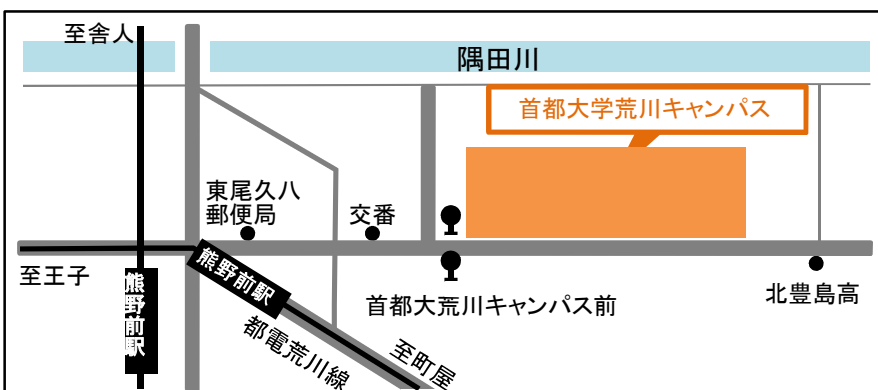 至舎人
隅田川
首都大学荒川キャンパス
東尾久八
郵便局
交番
熊野前駅
至王子
熊野前駅
首都大荒川キャンパス前
北豊島高
都電荒川線
至町屋